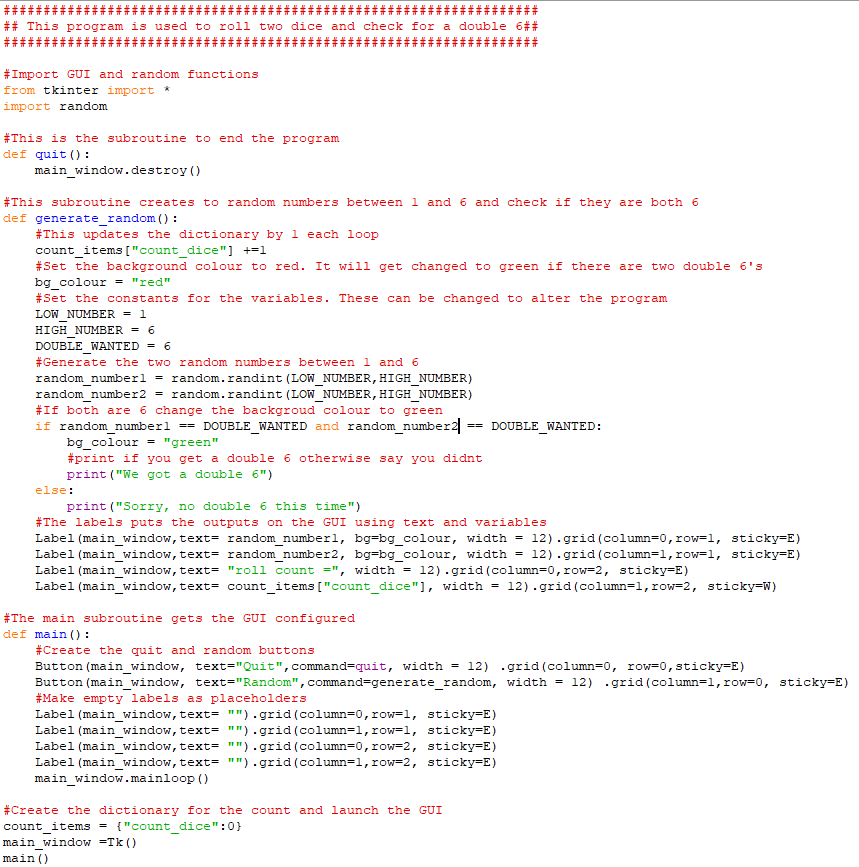 ###################################################################
## This program is used to roll two dice and check for a double 6##
###################################################################

#Import GUI and random functions
from tkinter import *
import random

#This is the subroutine to end the program
def quit():
    main_window.destroy()

#This subroutine creates to random numbers between 1 and 6 and check if they are both 6
def generate_random():
    #This updates the dictionary by 1 each loop
    count_items["count_dice"] +=1
    #Set the background colour to red. It will get changed to green if there are two double 6's
    bg_colour = "red"
    #Set the constants for the variables. These can be changed to alter the program
    LOW_NUMBER = 1
    HIGH_NUMBER = 6
    DOUBLE_WANTED = 6
    #Generate the two random numbers between 1 and 6
    random_number1 = random.randint(LOW_NUMBER,HIGH_NUMBER)
    random_number2 = random.randint(LOW_NUMBER,HIGH_NUMBER)
    #If both are 6 change the backgroud colour to green
    if random_number1 == DOUBLE_WANTED and random_number2 == DOUBLE_WANTED:
        bg_colour = "green"
        #print if you get a double 6 otherwise say you didnt
        print("We got a double 6")
    else:
        print("Sorry, no double 6 this time")
    #The labels puts the outputs on the GUI using text and variables
    Label(main_window,text= random_number1, bg=bg_colour, width = 12).grid(column=0,row=1, sticky=E)
    Label(main_window,text= random_number2, bg=bg_colour, width = 12).grid(column=1,row=1, sticky=E)
    Label(main_window,text= "roll count =", width = 12).grid(column=0,row=2, sticky=E)
    Label(main_window,text= count_items["count_dice"], width = 12).grid(column=1,row=2, sticky=W)

#The main subroutine gets the GUI configured
def main():
    #Create the quit and random buttons
    Button(main_window, text="Quit",command=quit, width = 12) .grid(column=0, row=0,sticky=E)
    Button(main_window, text="Random",command=generate_random, width = 12) .grid(column=1,row=0, sticky=E)
    #Make empty labels as placeholders
    Label(main_window,text= "").grid(column=0,row=1, sticky=E)
    Label(main_window,text= "").grid(column=1,row=1, sticky=E)
    Label(main_window,text= "").grid(column=0,row=2, sticky=E)
    Label(main_window,text= "").grid(column=1,row=2, sticky=E)
    main_window.mainloop()

#Create the dictionary for the count and launch the GUI
count_items = {"count_dice":0}
main_window =Tk()
main()